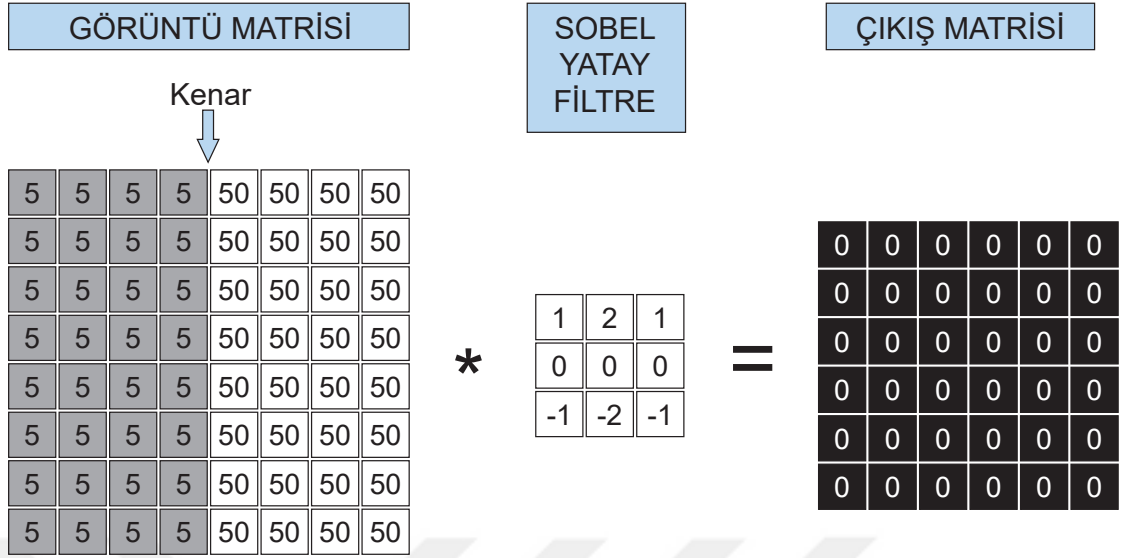 GÖRÜNTÜ MATRİSİ
Kenar
5 5 5 5 50 50 50 50
5 5 5 5 50 50 50 50
5 5 5 5 50 50 50 50
5 5 5 5 50 50 50 50
5 5 5 5 50 50 50 50
5 5 5 5 50 50 50 50
5 5 5 5 50 50 50 50
5 5 5 5 50 50 50 50
*
SOBEL
YATAY
FİLTRE
1 2 1
0 0 0
-1 -2 -1
=
ÇIKIŞ MATRİSİ
0 0 0 0 0 0
0 0 0 0 0 0
0 0 0 0 0 0
0 0 0 0 0 0
0 0 0 0 0 0
0 0 0 0 0 0